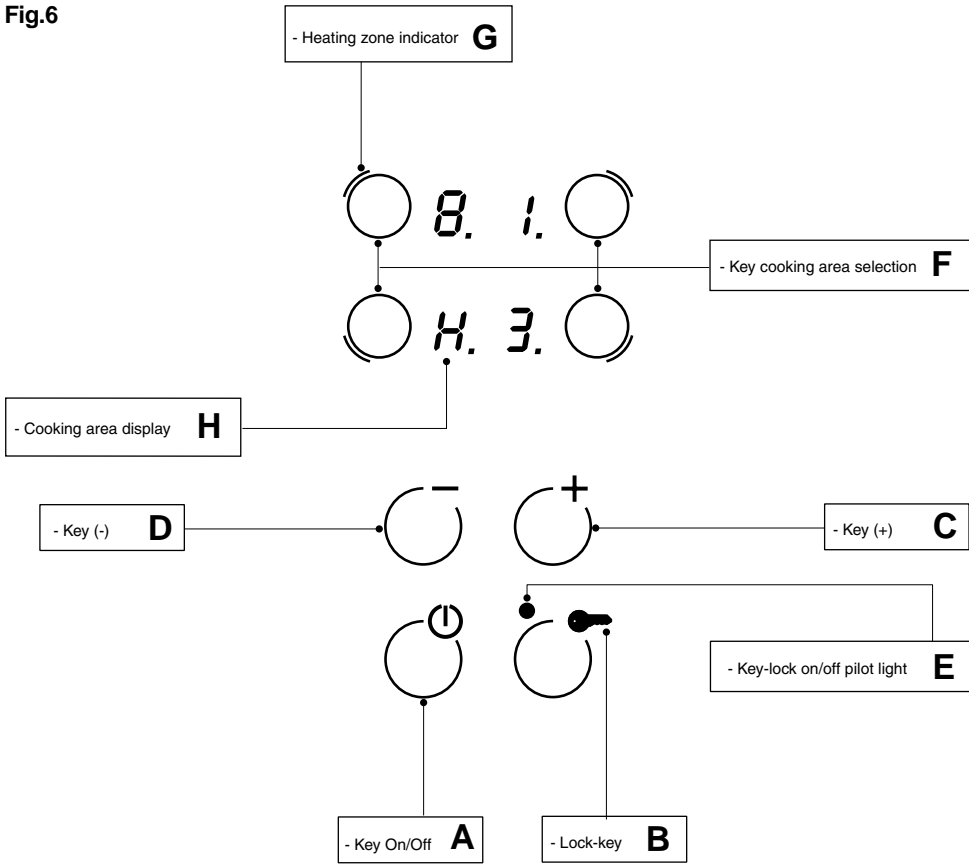 Fig.6
- Heating zone indicator G
8. 1.
- Key cooking area selection F
H. 3.
- Cooking area display H
- Key (-) D
- +
- Key (+) C
- Key-lock on/off pilot light E
- Key On/Off A
- Lock-key B